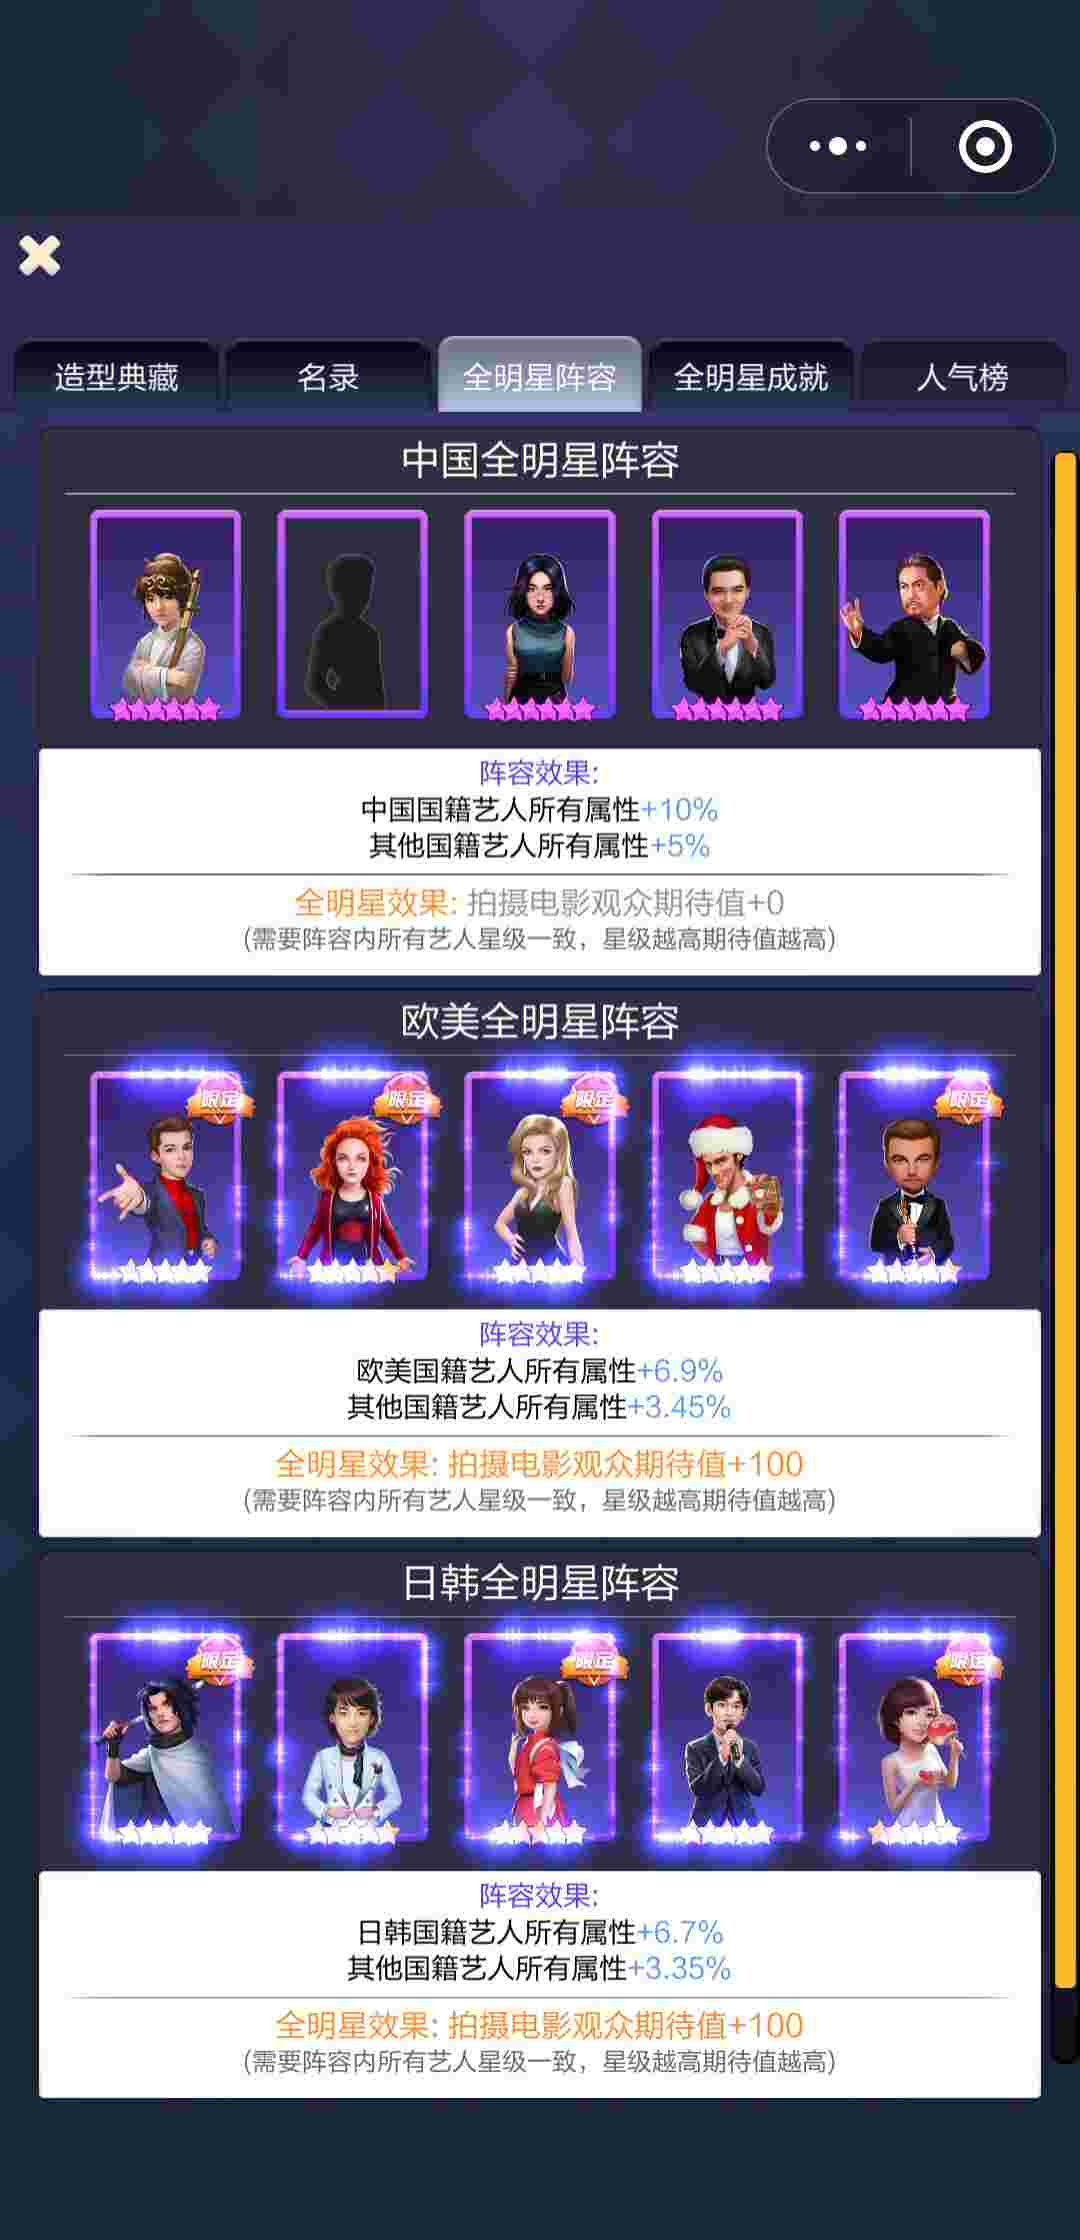 造型典藏
名录
全明星阵容
全明星成就
人气榜
中国全明星阵容
阵容效果:
中国国籍艺人所有属性+10%
其他国籍艺人所有属性+5%
全明星效果: 拍摄电影观众期待值+0
(需要阵容内所有艺人星级一致，星级越高期待值越高)
欧美全明星阵容
限定
限定
限定
限定
阵容效果:
欧美国籍艺人所有属性+6.9%
其他国籍艺人所有属性+3.45%
全明星效果: 拍摄电影观众期待值+100
(需要阵容内所有艺人星级一致，星级越高期待值越高)
日韩全明星阵容
限定
限定
限定
阵容效果:
日韩国籍艺人所有属性+6.7%
其他国籍艺人所有属性+3.35%
全明星效果: 拍摄电影观众期待值+100
(需要阵容内所有艺人星级一致，星级越高期待值越高)